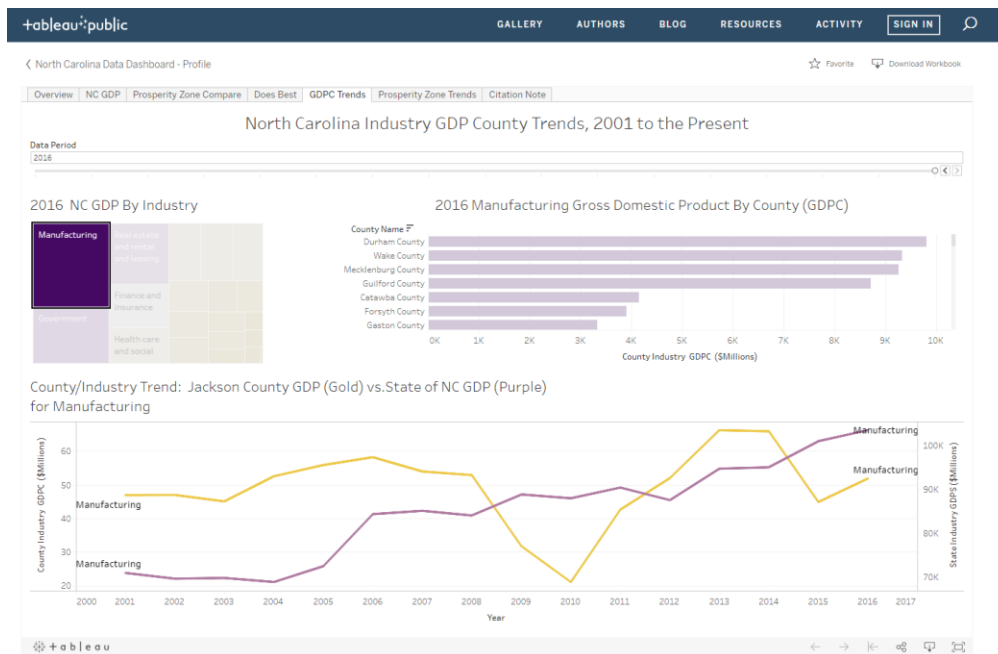 +ableau:public
GALLERY AUTHORS BLOG RESOURCES ACTIVITY SIGN IN
North Carolina Data Dashboard - Profile
Favorite Download Workbook
Overview NC GDP Prosperity Zone Compare Does Best GDPC Trends Prosperity Zone Trends Citation Note
North Carolina Industry GDP County Trends, 2001 to the Present
Data Period
2016
2016 NC GDP By Industry
Manufacturing
Real estate
and rental
and leasing
Finance and
insurance
Government
Health care
and social
2016 Manufacturing Gross Domestic Product By County (GDPC)
County Name
Durham County
Wake County
Mecklenburg County
Guilford County
Catawba County
Forsyth County
Gaston County
0K 1K 2K 3K 4K 5K 6K 7K 8K 9K 10K
County Industry GDPC ($Millions)
County/Industry Trend: Jackson County GDP (Gold) vs.State of NC GDP (Purple)
for Manufacturing
County Industry GDPC ($Millions)
60
50
40
30
20
Manufacturing
Manufacturing
Manufacturing
Manufacturing
100K
90K
80K
70K
State Industry GDPS ($Millions)
2000 2001 2002 2003 2004 2005 2006 2007 2008 2009 2010 2011 2012 2013 2014 2015 2016 2017
Year
+ableau